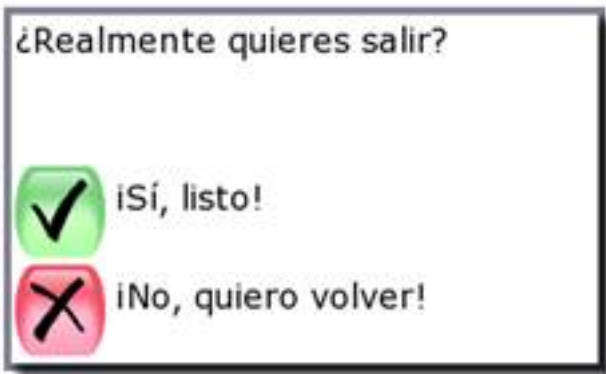 ¿Realmente quieres salir?
¡Sí, listo!
¡No, quiero volver!